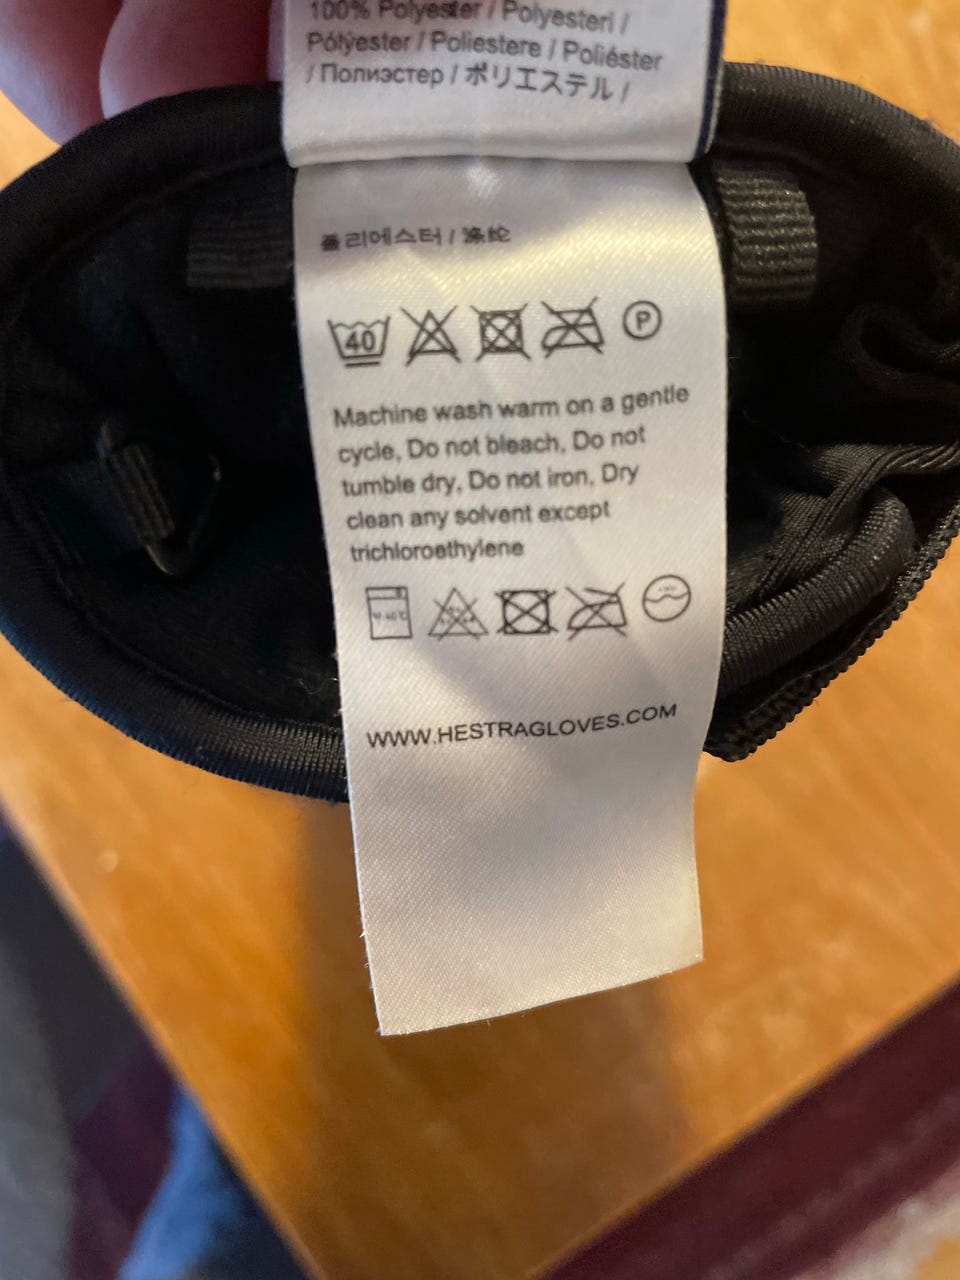 100% Polyester / Polyesteri /
Pólýester / Poliestere / Poliéster
/ Полиэстер / ポリエステル /
폴리에스터 / 涤纶
40
P
Machine wash warm on a gentle
cycle, Do not bleach, Do not
tumble dry, Do not iron, Dry
clean any solvent except
trichloroethylene
WWW.HESTRAGLOVES.COM